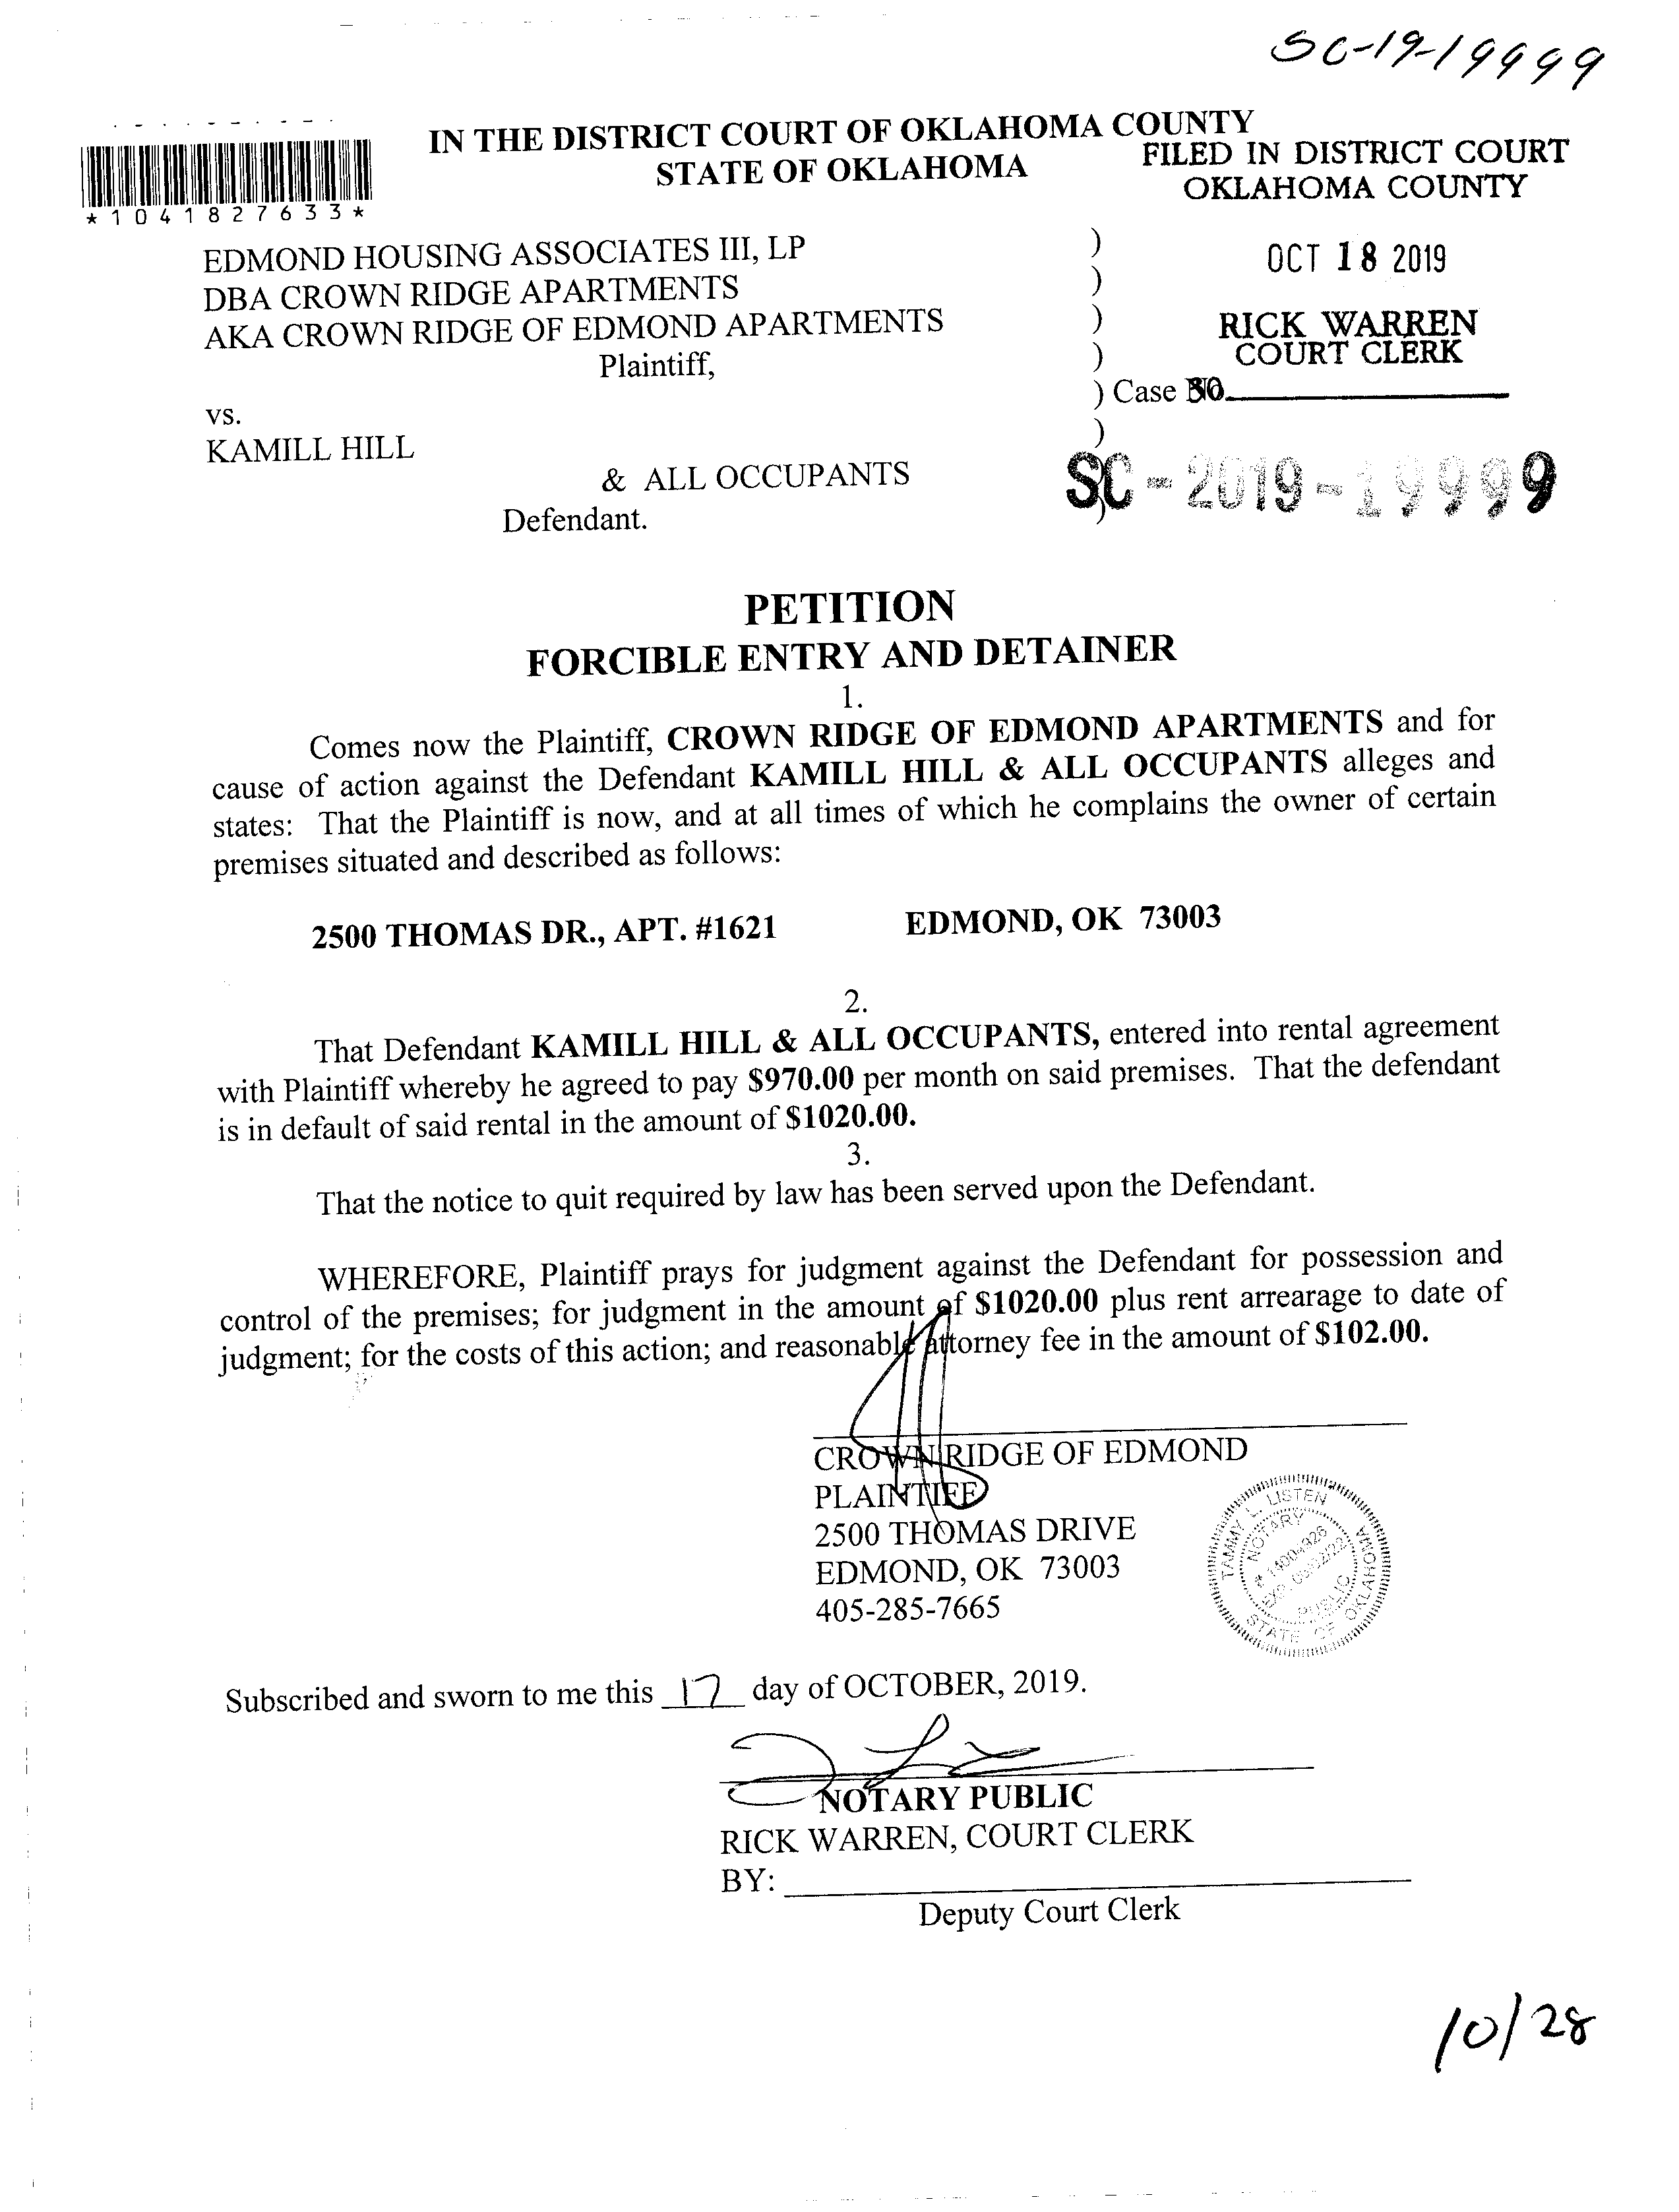 SC-19-19999
IN THE DISTRICT COURT OF OKLAHOMA COUNTY
STATE OF OKLAHOMA
FILED IN DISTRICT COURT
OKLAHOMA COUNTY
*1041827633*
EDMOND HOUSING ASSOCIATES III, LP )
DBA CROWN RIDGE APARTMENTS )
AKA CROWN RIDGE OF EDMOND APARTMENTS )
Plaintiff, )
OCT 18 2019
RICK WARREN
COURT CLERK
) Case No.
vs. )
KAMILL HILL
& ALL OCCUPANTS )
Defendant.
SC-2019-19999
PETITION
FORCIBLE ENTRY AND DETAINER
1.
Comes now the Plaintiff, CROWN RIDGE OF EDMOND APARTMENTS and for
cause of action against the Defendant KAMILL HILL & ALL OCCUPANTS alleges and
states: That the Plaintiff is now, and at all times of which he complains the owner of certain
premises situated and described as follows:
2500 THOMAS DR., APT. #1621 EDMOND, OK 73003
2.
That Defendant KAMILL HILL & ALL OCCUPANTS, entered into rental agreement
with Plaintiff whereby he agreed to pay $970.00 per month on said premises. That the defendant
is in default of said rental in the amount of $1020.00.
3.
That the notice to quit required by law has been served upon the Defendant.
WHEREFORE, Plaintiff prays for judgment against the Defendant for possession and
control of the premises; for judgment in the amount of $1020.00 plus rent arrearage to date of
judgment; for the costs of this action; and reasonable attorney fee in the amount of $102.00.
CROWN RIDGE OF EDMOND
PLAINTIFF
2500 THOMAS DRIVE
EDMOND, OK 73003
405-285-7665
TAMMY L. LISTEN
NOTARY
PUBLIC
STATE OF OKLAHOMA
Subscribed and sworn to me this 17 day of OCTOBER, 2019.
NOTARY PUBLIC
RICK WARREN, COURT CLERK
BY:
Deputy Court Clerk
10/28